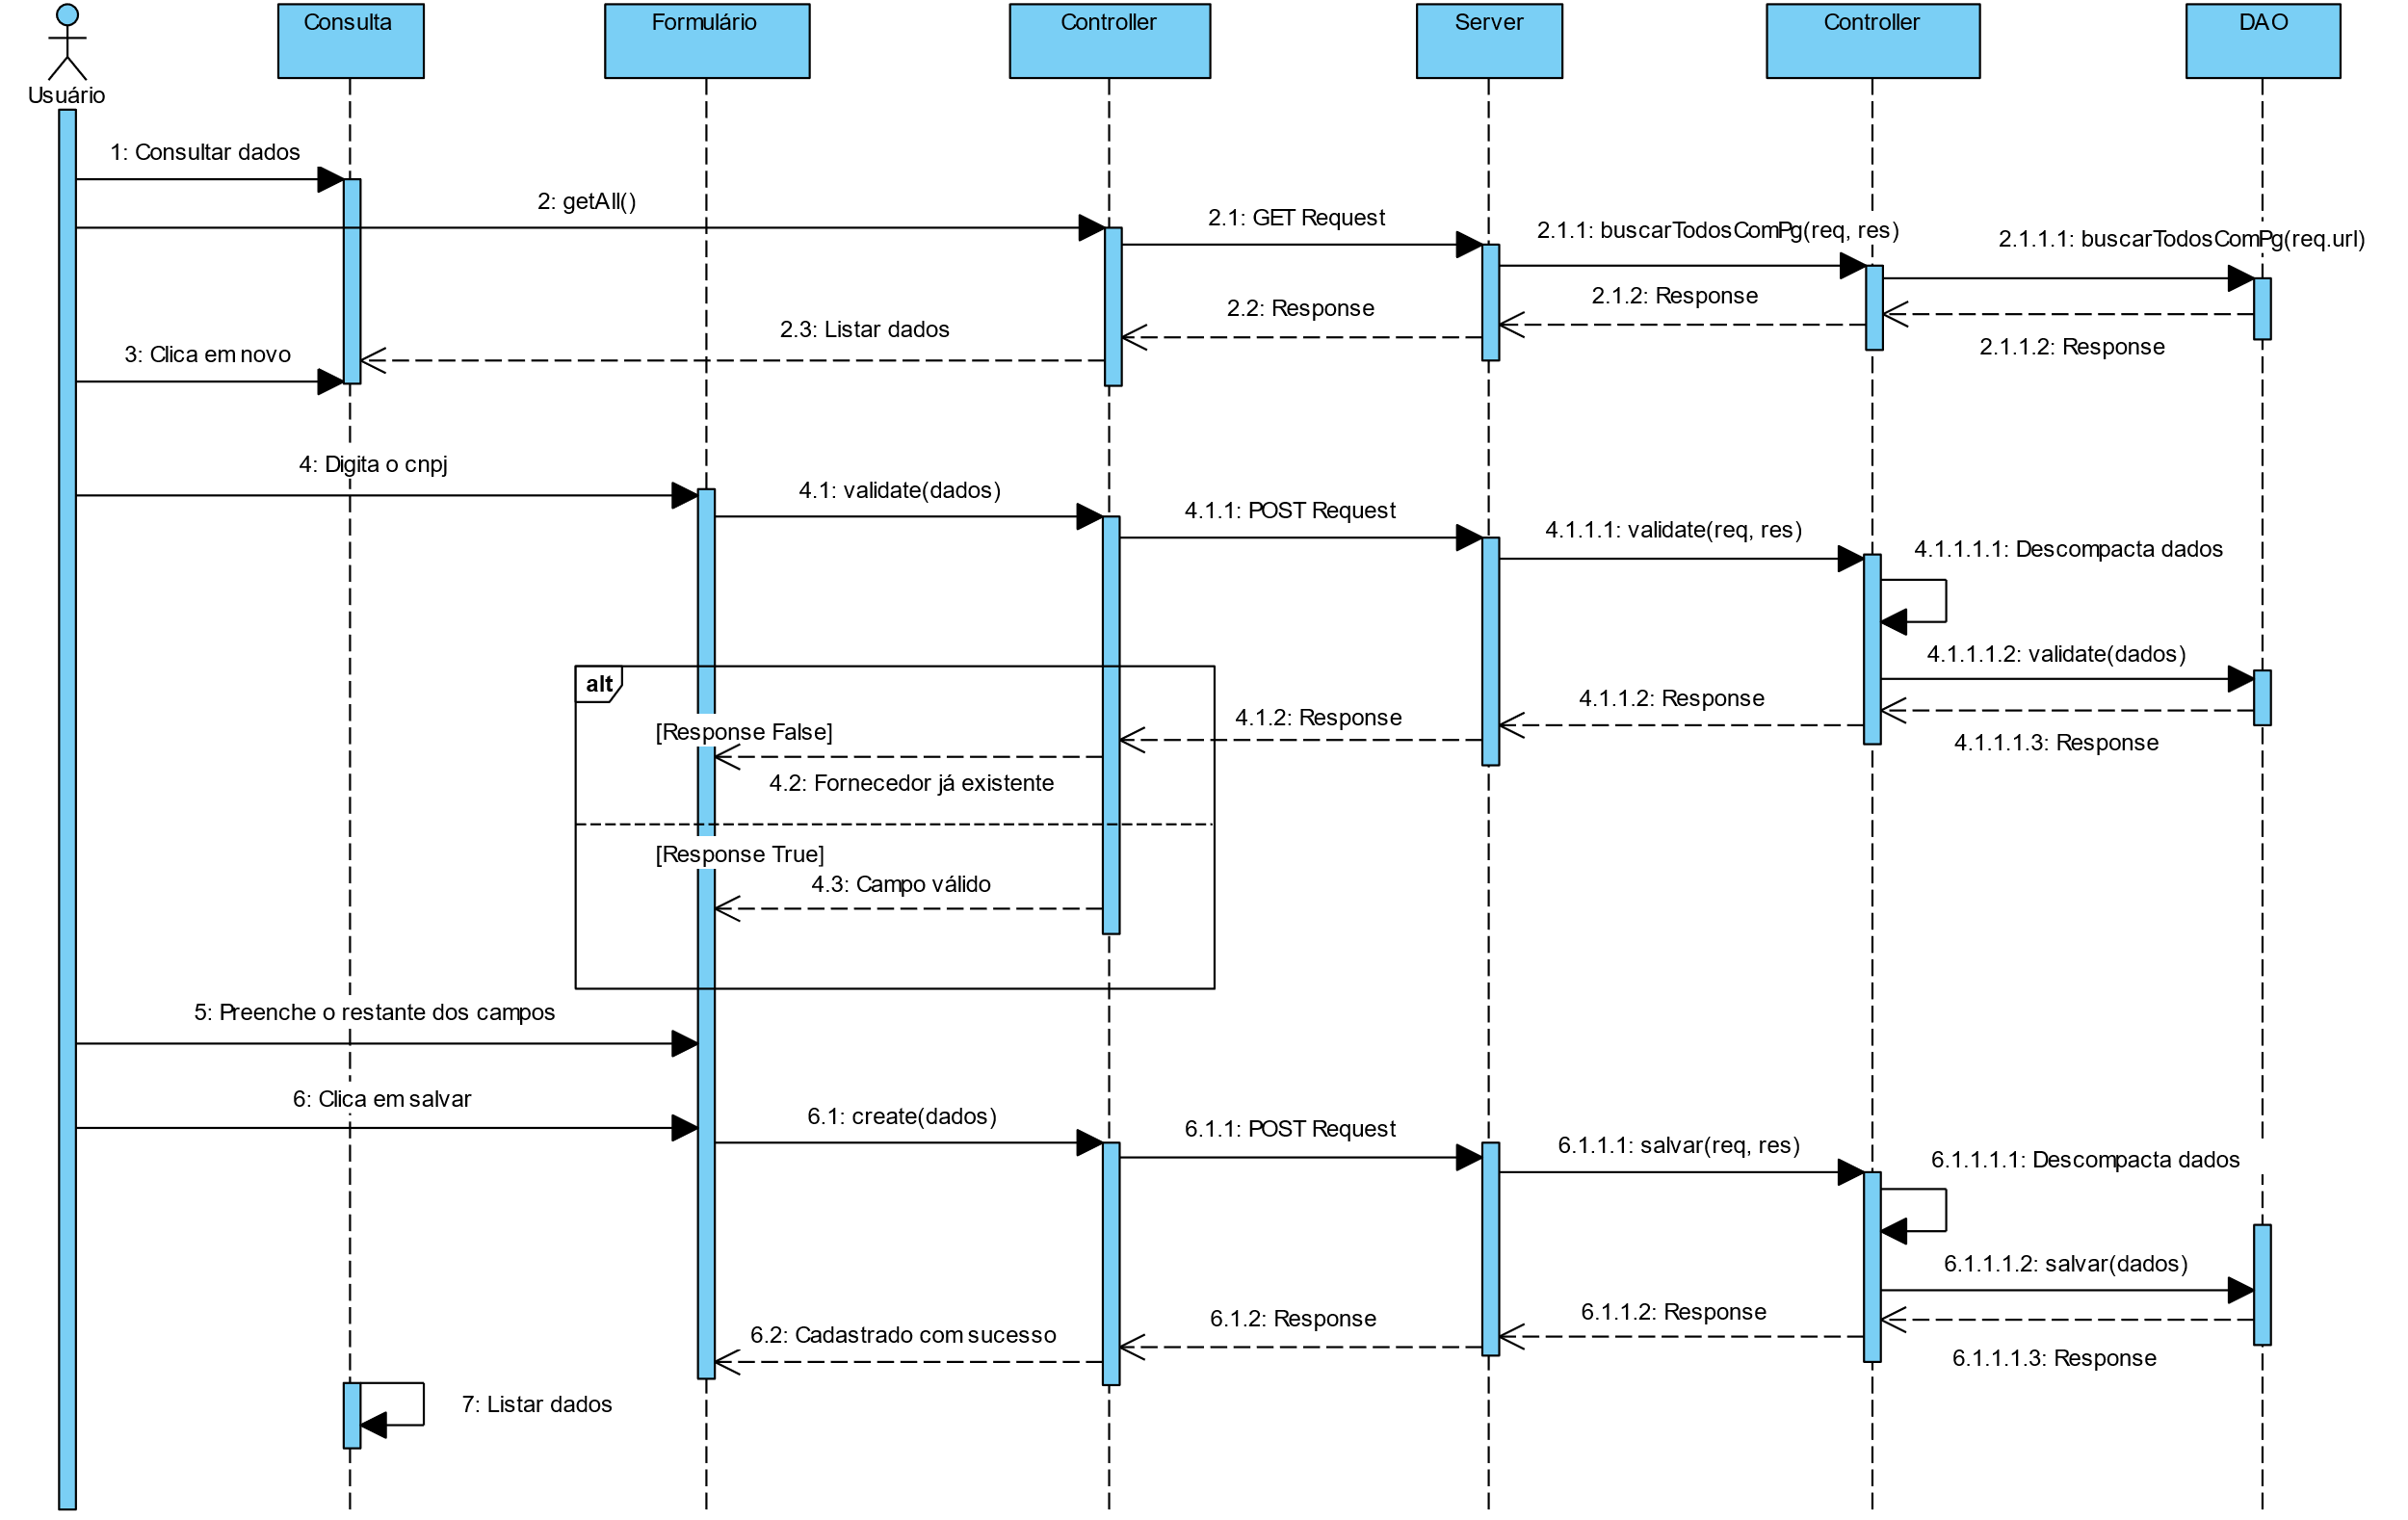 Usuário
Consulta
Formulário
Controller
Server
Controller
DAO
1: Consultar dados
2: getAll()
2.1: GET Request
2.1.1: buscarTodosComPg(req, res)
2.1.1.1: buscarTodosComPg(req.url)
2.1.1.2: Response
2.1.2: Response
2.2: Response
2.3: Listar dados
3: Clica em novo
4: Digita o cnpj
4.1: validate(dados)
4.1.1: POST Request
4.1.1.1: validate(req, res)
4.1.1.1.1: Descompacta dados
4.1.1.1.2: validate(dados)
4.1.1.1.3: Response
4.1.1.2: Response
4.1.2: Response
alt
[Response False]
4.2: Fornecedor já existente
[Response True]
4.3: Campo válido
5: Preenche o restante dos campos
6: Clica em salvar
6.1: create(dados)
6.1.1: POST Request
6.1.1.1: salvar(req, res)
6.1.1.1.1: Descompacta dados
6.1.1.1.2: salvar(dados)
6.1.1.1.3: Response
6.1.1.2: Response
6.1.2: Response
6.2: Cadastrado com sucesso
7: Listar dados